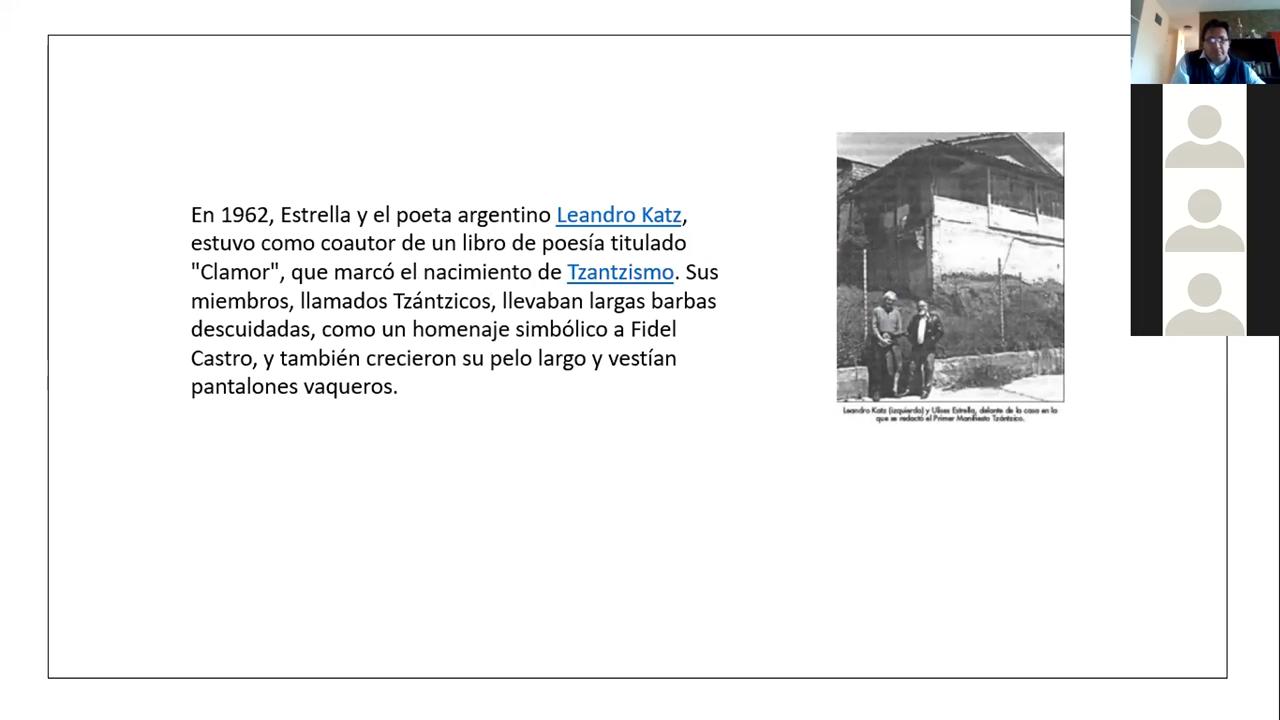 En 1962, Estrella y el poeta argentino Leandro Katz,
estuvo como coautor de un libro de poesía titulado
"Clamor", que marcó el nacimiento de Tzantzismo. Sus
miembros, llamados Tzántzicos, llevaban largas barbas
descuidadas, como un homenaje simbólico a Fidel
Castro, y también crecieron su pelo largo y vestían
pantalones vaqueros.
Leandro Katz (izquierda) y Ulises Estrella, delante de la casa en la
que se redactó el Primer Manifiesto Tzántzico.